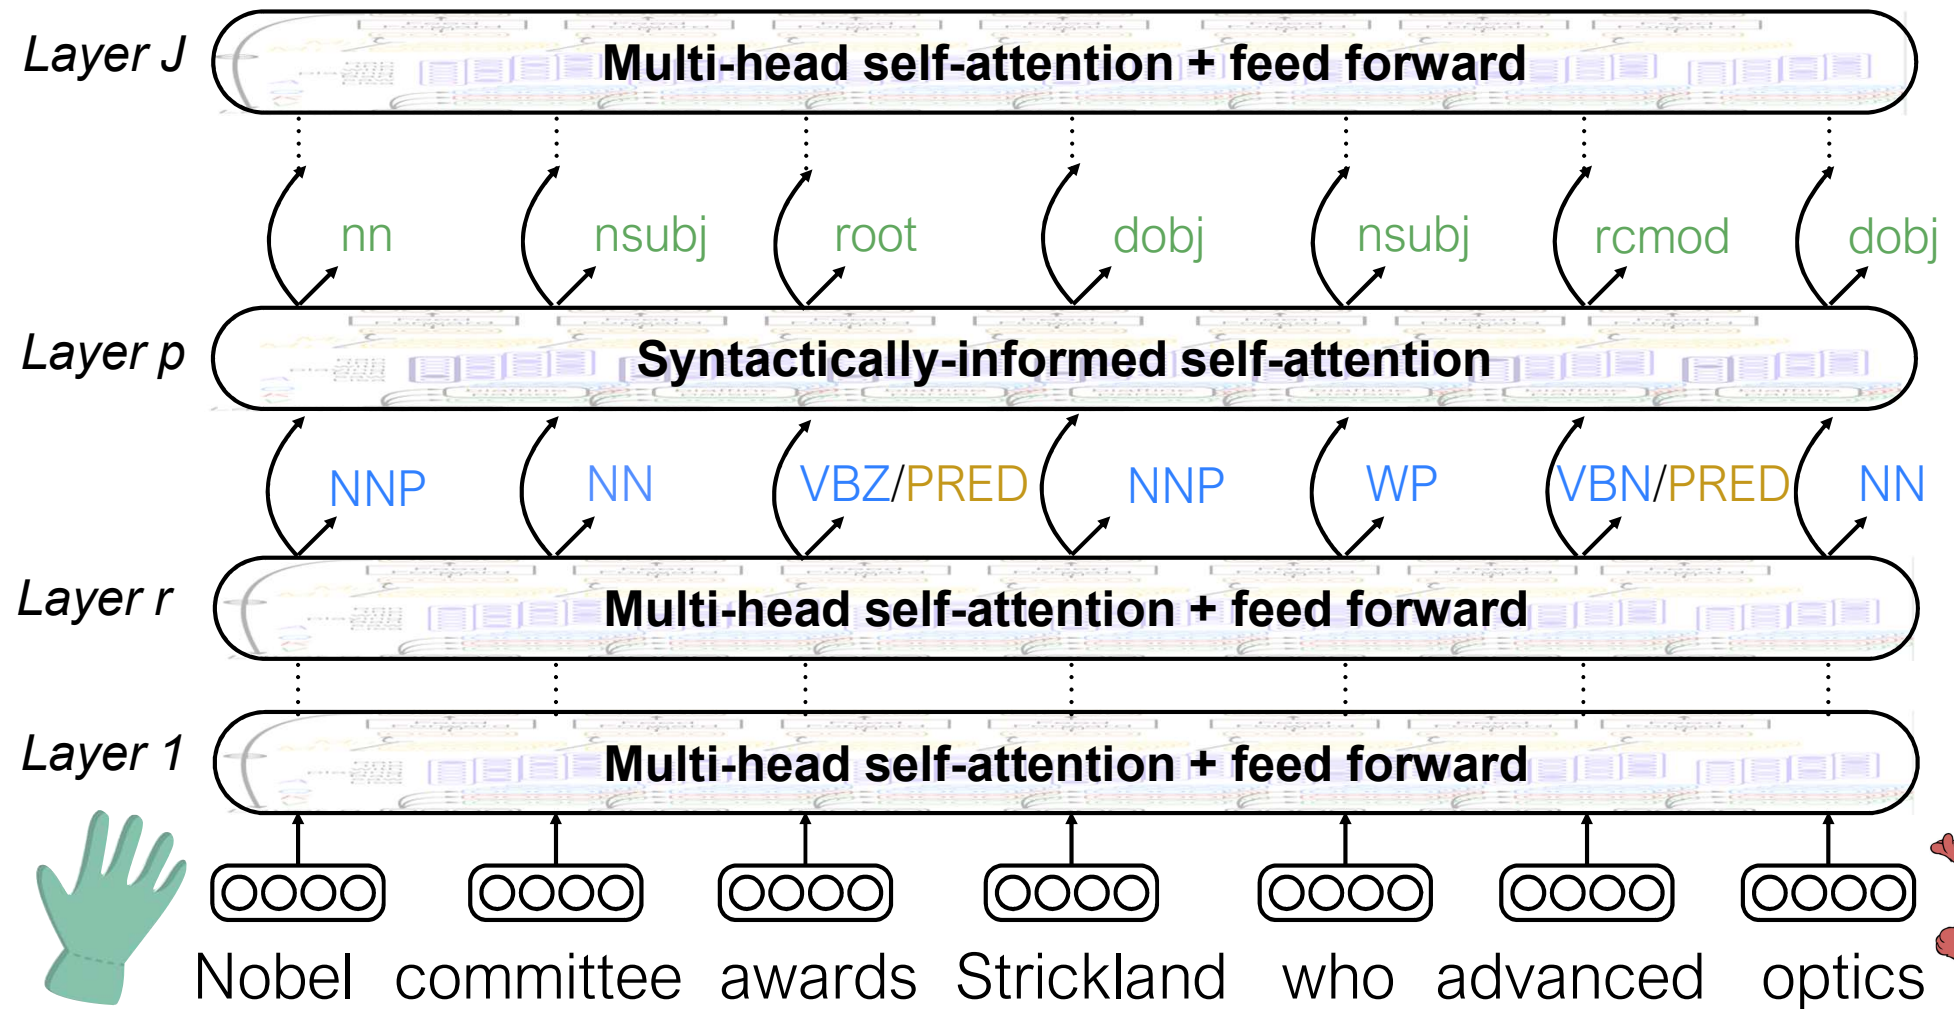 Layer J Multi-head self-attention + feed forward
nn nsubj root dobj nsubj rcmod dobj
Layer p Syntactically-informed self-attention
NNP NN VBZ/PRED NNP WP VBN/PRED NN
Layer r Multi-head self-attention + feed forward
Layer 1 Multi-head self-attention + feed forward
Nobel committee awards Strickland who advanced optics